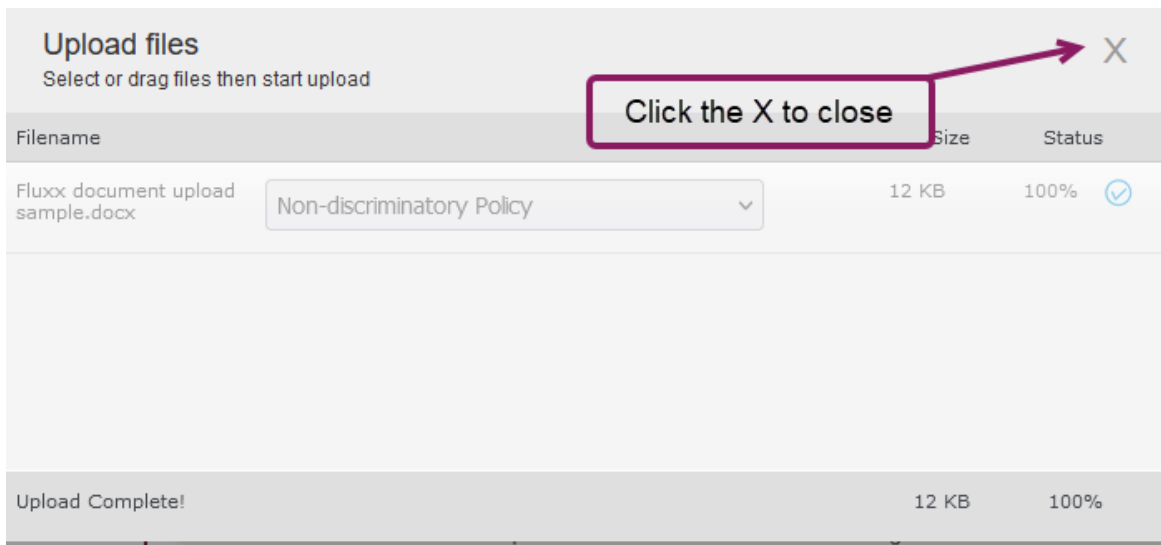 Upload files
X
Select or drag files then start upload
Click the X to close
Filename Size Status
Fluxx document upload
sample.docx
Non-discriminatory Policy
12 KB 100%
Upload Complete! 12 KB 100%